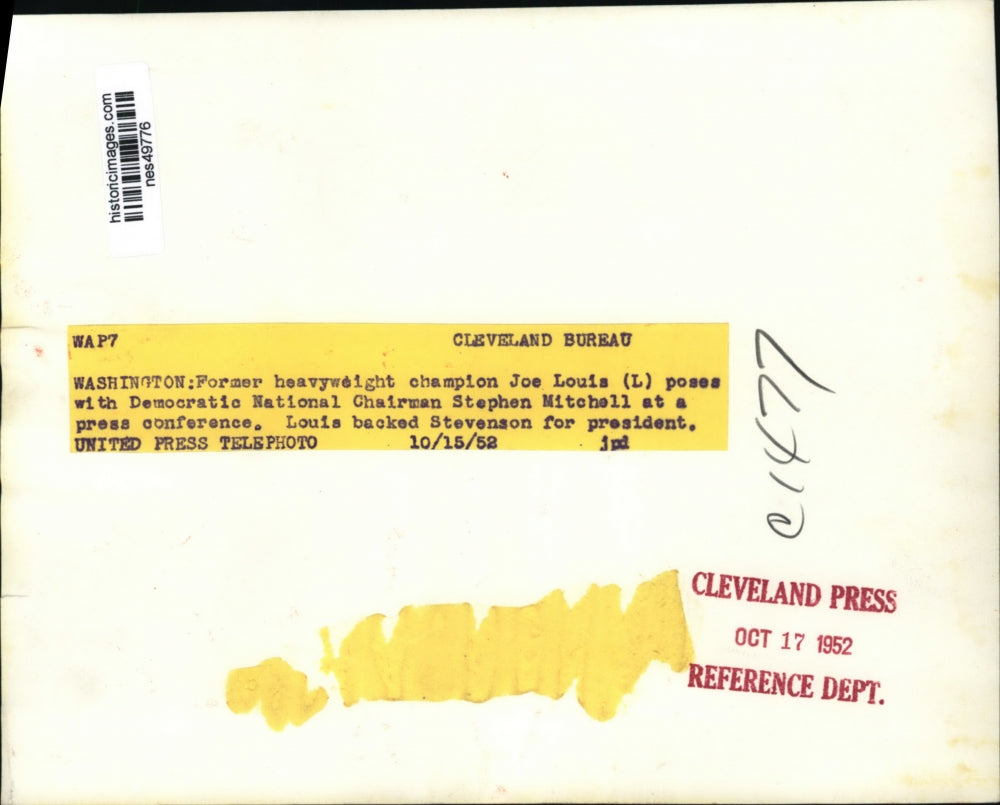 historicimages.com
nes49776
WAP7 CLEVELAND BUREAU
WASHINGTON:Former heavyweight champion Joe Louis (L) poses
with Democratic National Chairman Stephen Mitchell at a
press conference. Louis backed Stevenson for president.
UNITED PRESS TELEPHOTO 10/15/52 jpd
C1477
CLEVELAND PRESS
OCT 17 1952
REFERENCE DEPT.